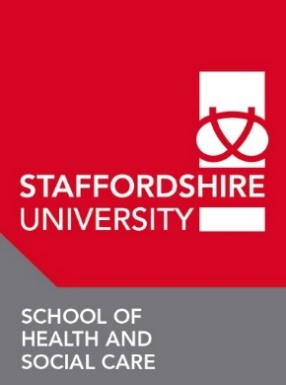 STAFFORDSHIRE
UNIVERSITY
SCHOOL OF
HEALTH AND
SOCIAL CARE